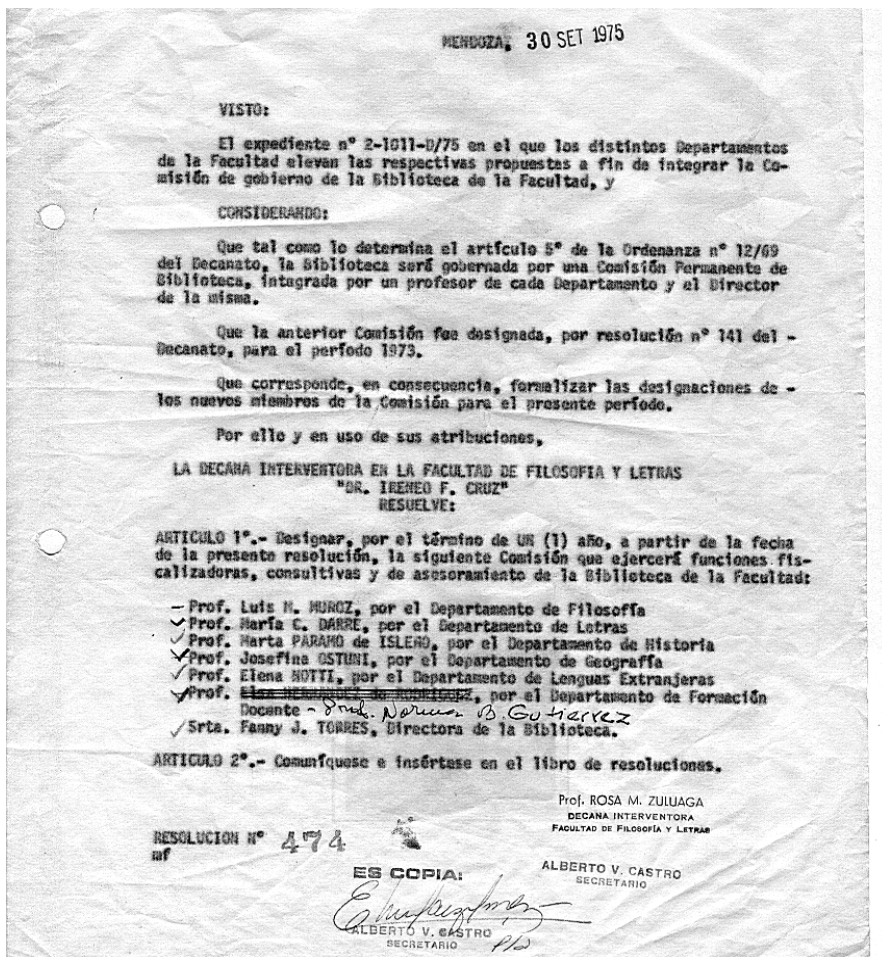 MENDOZA, 30 SET 1975
VISTO:
El expediente nº 2-1011-D/75 en el que los distintos Departamentos
de la Facultad elevan las respectivas propuestas a fin de integrar la Co-
misión de gobierno de la Biblioteca de la Facultad, y
CONSIDERANDO:
Que tal como lo determina el artículo 5º de la Ordenanza nº 12/69
del Decanato, la Biblioteca será gobernada por una Comisión Permanente de
Biblioteca, integrada por un profesor de cada Departamento y el Director
de la misma.
Que la anterior Comisión fue designada, por resolución nº 141 del -
Decanato, para el período 1973.
Que corresponde, en consecuencia, formalizar las designaciones de -
los nuevos miembros de la Comisión para el presente período.
Por ello y en uso de sus atribuciones,
LA DECANA INTERVENTORA EN LA FACULTAD DE FILOSOFIA Y LETRAS
"DR. IRENEO F. CRUZ"
RESUELVE:
ARTICULO 1º.- Designar, por el término de UN (1) año, a partir de la fecha
de la presente resolución, la siguiente Comisión que ejercerá funciones fis-
calizadoras, consultivas y de asesoramiento de la Biblioteca de la Facultad:
- Prof. Luis M. MUÑOZ, por el Departamento de Filosofía
Prof. María C. DARRE, por el Departamento de Letras
Prof. Marta PARAMO de ISLEÑO, por el Departamento de Historia
Prof. Josefina OSTUNI, por el Departamento de Geografía
Prof. Elena NOTTI, por el Departamento de Lenguas Extranjeras
Prof. Elsa HERNANDEZ de RODRIGUEZ, por el Departamento de Formación
Docente - Prof. Norma B. Gutierrez
Srta. Fanny J. TORRES, Directora de la Biblioteca.
ARTICULO 2º.- Comuníquese e insértese en el libro de resoluciones.
Prof. ROSA M. ZULUAGA
DECANA INTERVENTORA
FACULTAD DE FILOSOFÍA Y LETRAS
RESOLUCION Nº 474
mf
ALBERTO V. CASTRO
SECRETARIO
ES COPIA:
ALBERTO V. CASTRO
SECRETARIO